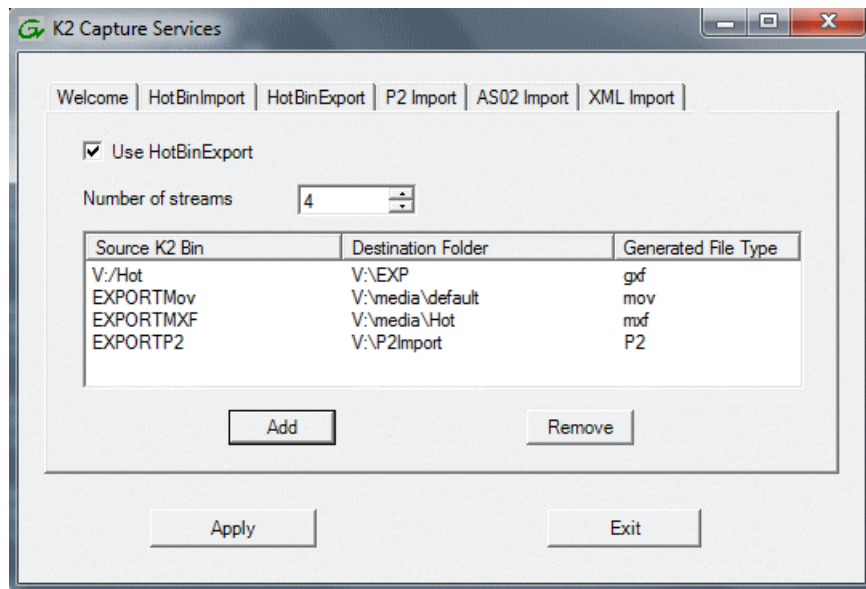 K2 Capture Services
Welcome HotBinImport HotBinExport P2 Import AS02 Import XML Import
Use HotBinExport
Number of streams 4
Source K2 Bin Destination Folder Generated File Type
V:/Hot V:\EXP gxf
EXPORTMov V:\media\default mov
EXPORTMXF V:\media\Hot mxf
EXPORTP2 V:\P2Import P2
Add Remove
Apply Exit